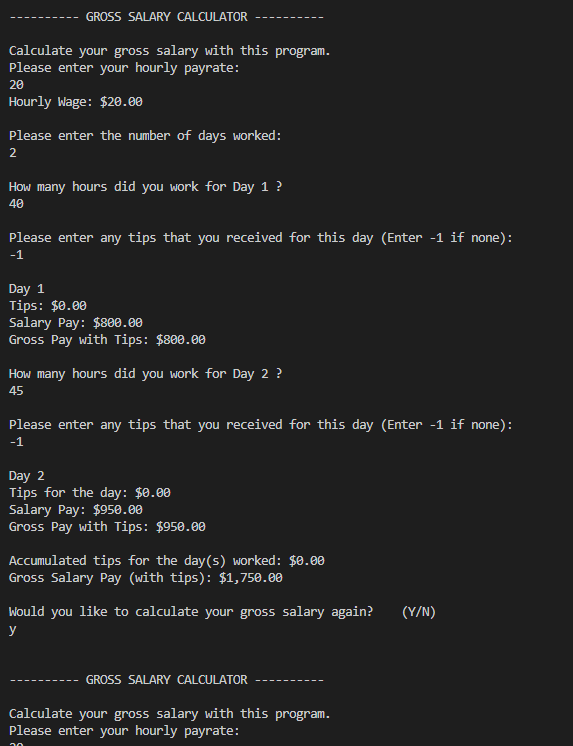 ---------- GROSS SALARY CALCULATOR ----------
Calculate your gross salary with this program.
Please enter your hourly payrate:
20
Hourly Wage: $20.00
Please enter the number of days worked:
2
How many hours did you work for Day 1 ?
40
Please enter any tips that you received for this day (Enter -1 if none):
-1
Day 1
Tips: $0.00
Salary Pay: $800.00
Gross Pay with Tips: $800.00
How many hours did you work for Day 2 ?
45
Please enter any tips that you received for this day (Enter -1 if none):
-1
Day 2
Tips for the day: $0.00
Salary Pay: $950.00
Gross Pay with Tips: $950.00
Accumulated tips for the day(s) worked: $0.00
Gross Salary Pay (with tips): $1,750.00
Would you like to calculate your gross salary again?    (Y/N)
y
---------- GROSS SALARY CALCULATOR ----------
Calculate your gross salary with this program.
Please enter your hourly payrate: